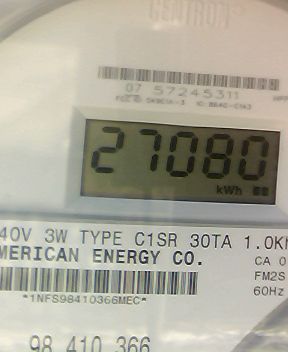 CENTRON
07 57245311
27080
kWh
40V 3W TYPE C1SR 30TA 1.0K
MERICAN ENERGY CO.
CA 0
FM2S
60Hz
*1NFS98410366MEC*
98 410 366